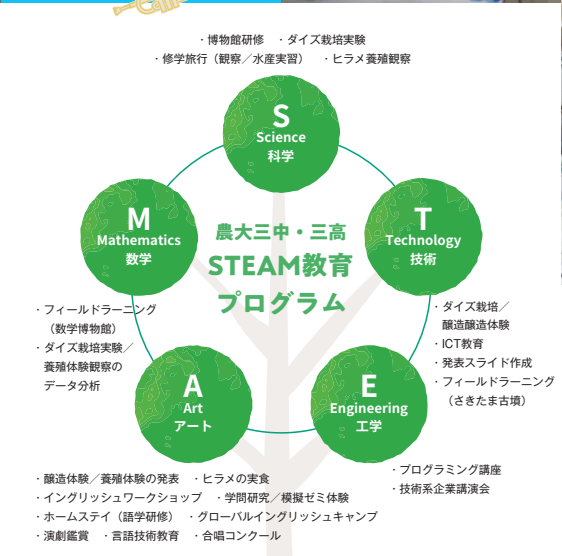 Camp
・博物館研修　・ダイズ栽培実験
・修学旅行（観察／水産実習）　・ヒラメ養殖観察
S
Science
科学
M
Mathematics
数学
T
Technology
技術
農大三中・三高
STEAM教育
プログラム
・フィールドラーニング
（数学博物館）
・ダイズ栽培実験／
養殖体験観察の
データ分析
・ダイズ栽培／
醸造醸造体験
・ICT教育
・発表スライド作成
・フィールドラーニング
（さきたま古墳）
A
Art
アート
E
Engineering
工学
・プログラミング講座
・技術系企業講演会
・醸造体験／養殖体験の発表　・ヒラメの実食
・イングリッシュワークショップ　・学問研究／模擬ゼミ体験
・ホームステイ（語学研修）　・グローバルイングリッシュキャンプ
・演劇鑑賞　・言語技術教育　・合唱コンクール